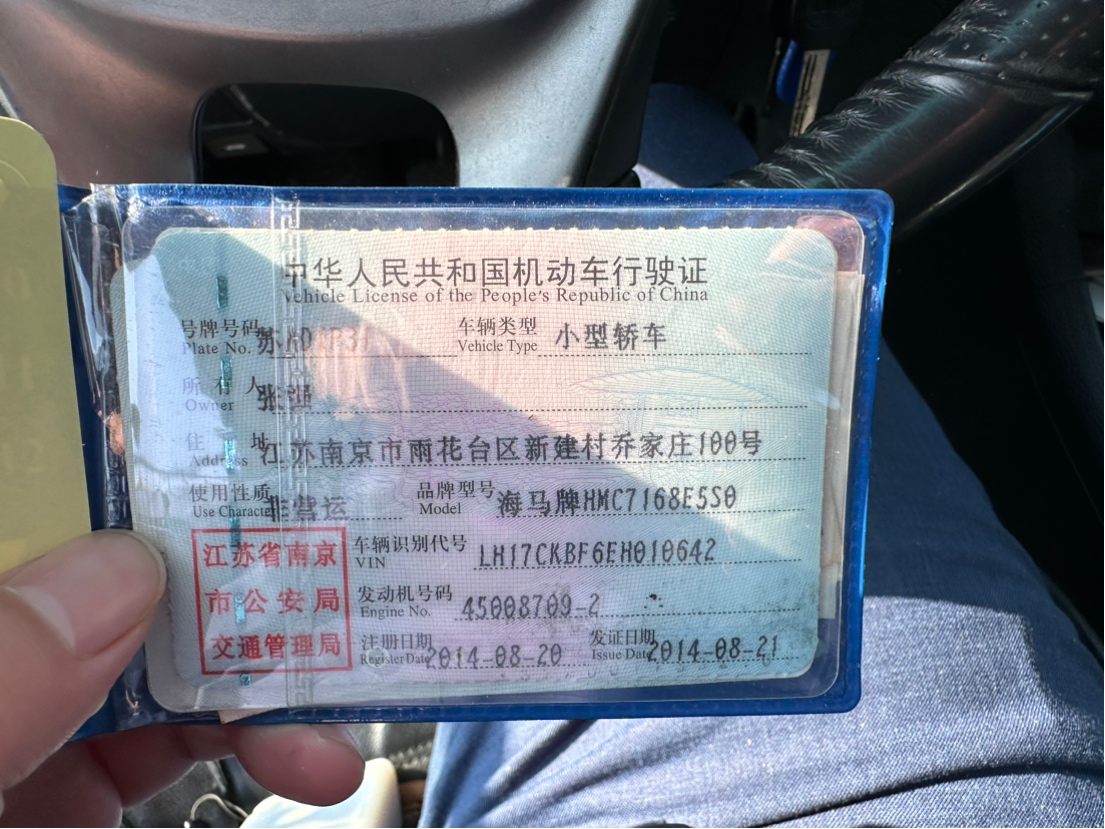 中华人民共和国机动车行驶证
Vehicle License of the People's Republic of China
号牌号码 苏A 车辆类型 小型轿车
Plate No. Vehicle Type
所有人 张强
Owner
住址 江苏南京市雨花台区新建村乔家庄100号
Address
使用性质 非营运 品牌型号 海马牌HMC7168E5S0
Use Character Model
江苏省南京 车辆识别代号 LH17CKBF6EH010642
VIN
市公安局 发动机号码 45008709-2
Engine No.
交通管理局 注册日期 2014-08-20 发证日期 2014-08-21
Register Date Issue Date